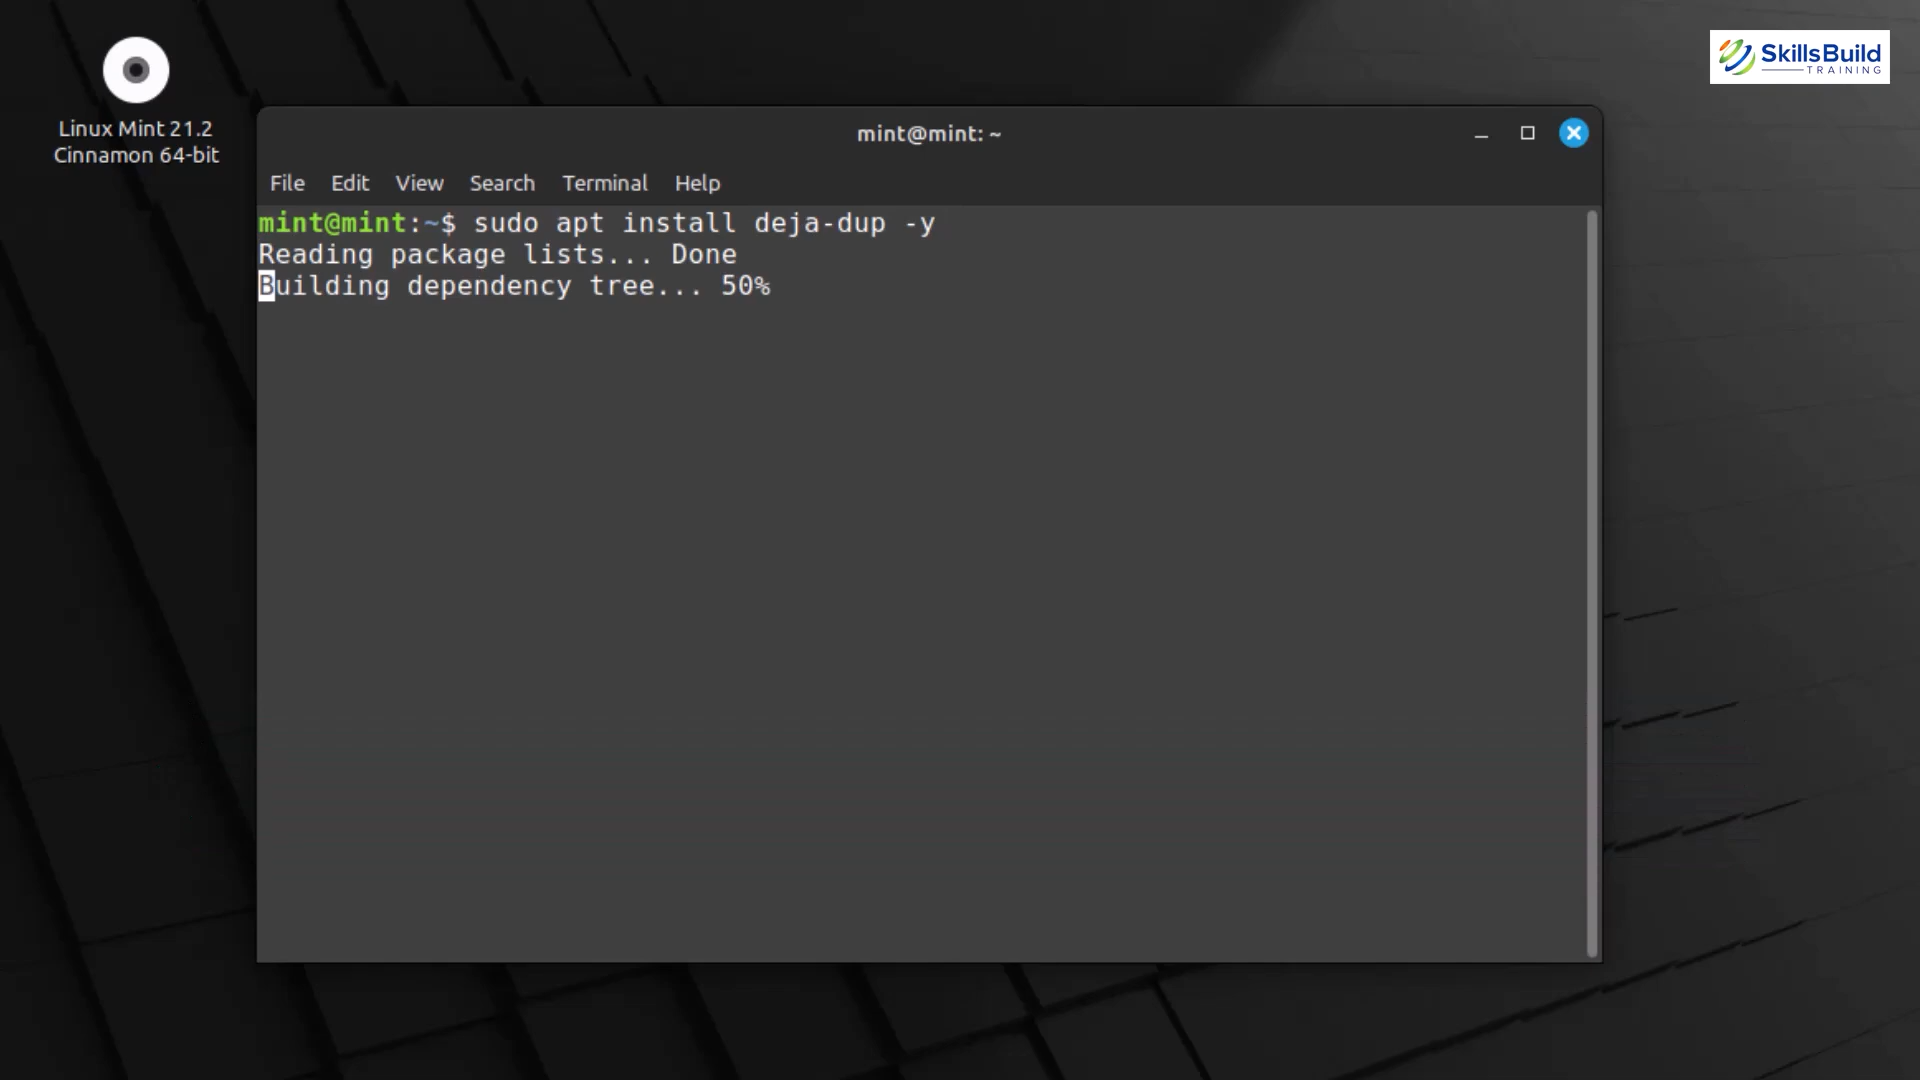 SkillsBuild
TRAINING
Linux Mint 21.2
Cinnamon 64-bit
mint@mint: ~
File Edit View Search Terminal Help
mint@mint:~$ sudo apt install deja-dup -y
Reading package lists... Done
Building dependency tree... 50%